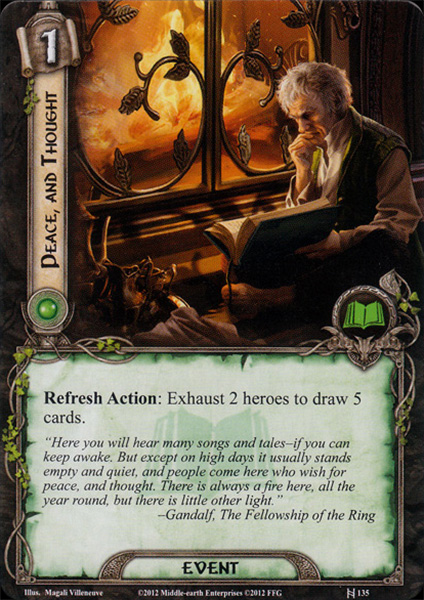 1
Peace, and Thought
Refresh Action: Exhaust 2 heroes to draw 5
cards.
“Here you will hear many songs and tales–if you can
keep awake. But except on high days it usually stands
empty and quiet, and people come here who wish for
peace, and thought. There is always a fire here, all the
year round, but there is little other light.”
–Gandalf, The Fellowship of the Ring
EVENT
Illus. Magali Villeneuve
©2012 Middle-earth Enterprises ©2012 FFG
135